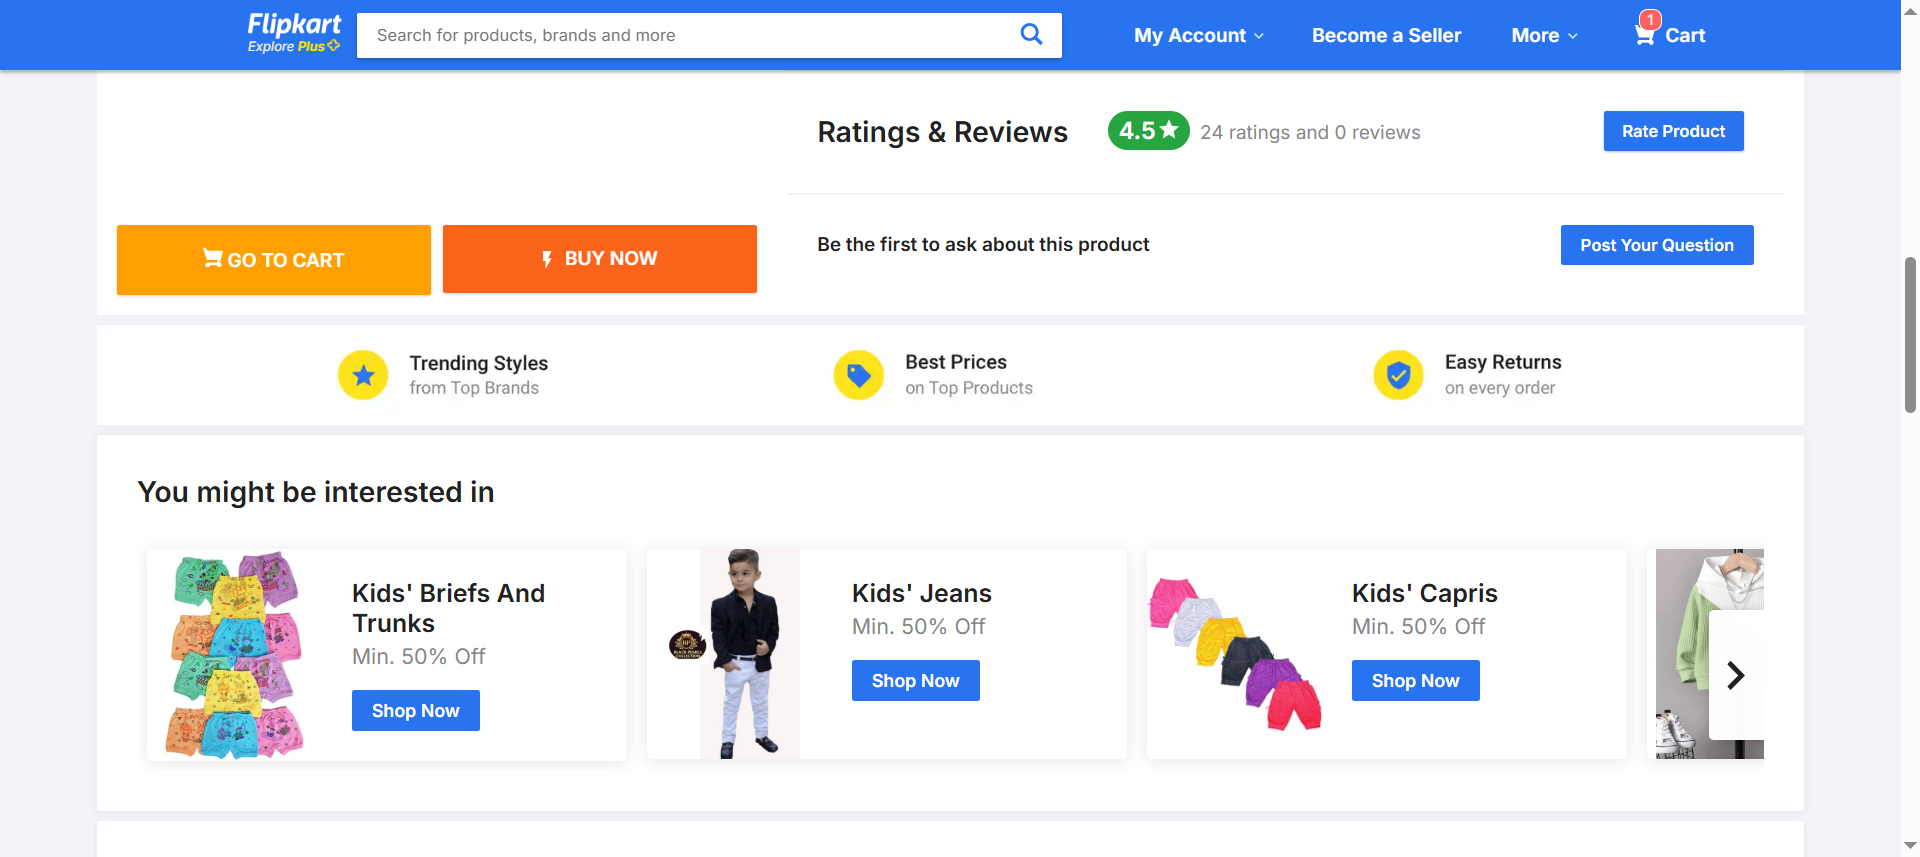 Flipkart
Explore Plus
Search for products, brands and more
My Account
Become a Seller
More
1
Cart
Ratings & Reviews
4.5
24 ratings and 0 reviews
Rate Product
GO TO CART
BUY NOW
Be the first to ask about this product
Post Your Question
Trending Styles
from Top Brands
Best Prices
on Top Products
Easy Returns
on every order
You might be interested in
Kids' Briefs And
Trunks
Min. 50% Off
Shop Now
BLACK PEARLS
COLLECTION
Kids' Jeans
Min. 50% Off
Shop Now
Kids' Capris
Min. 50% Off
Shop Now